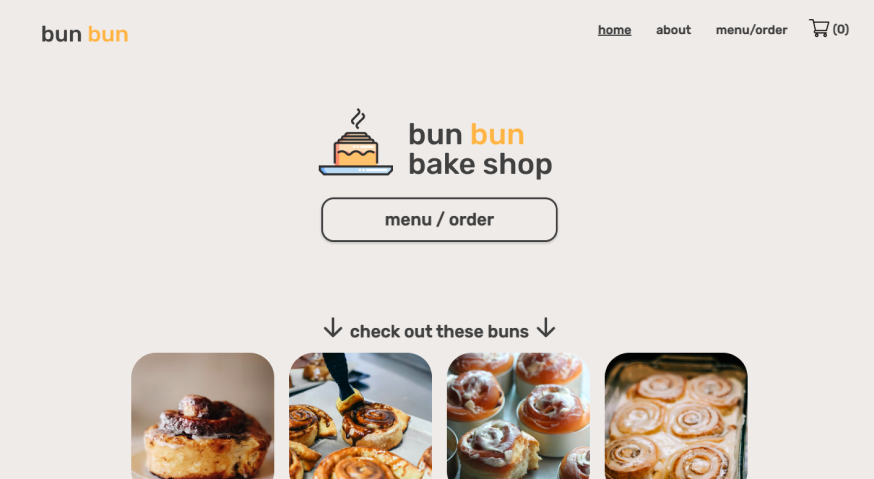 bun bun
home about menu/order (0)
bun bun
bake shop
menu / order
check out these buns